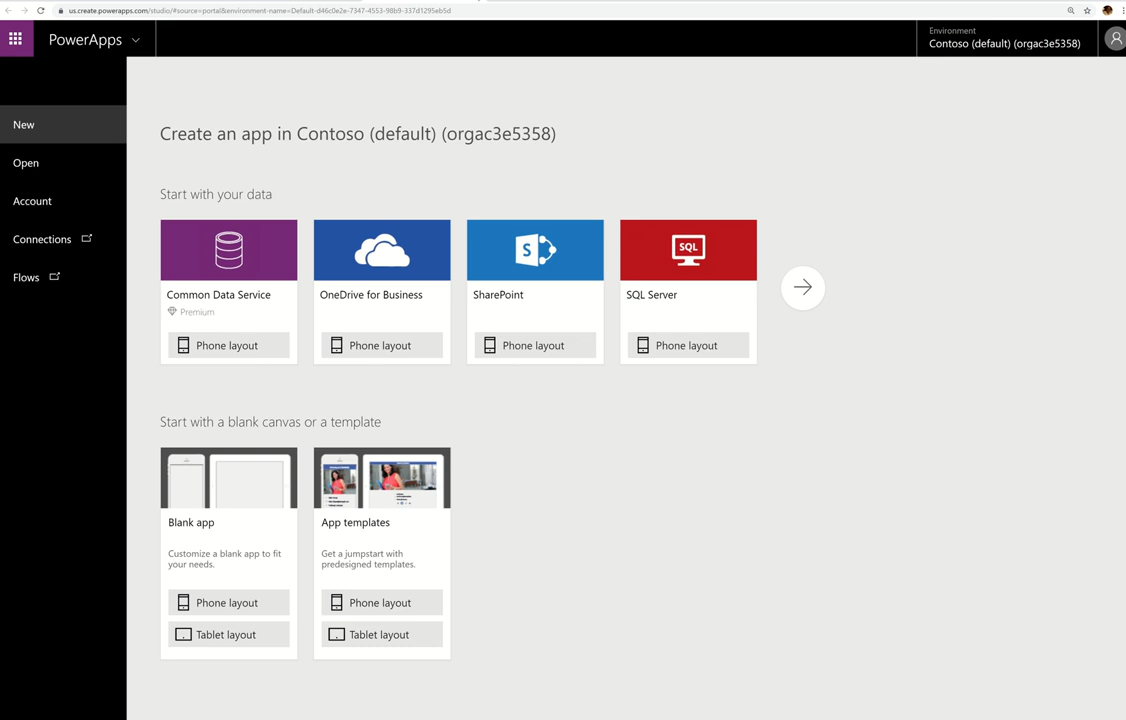 us.create.powerapps.com/studio/#source=portal&environment-name=Default-d46c0e2e-7347-4553-98b9-337d1295eb5d
PowerApps
Environment
Contoso (default) (orgac3e5358)
New
Open
Account
Connections
Flows
Create an app in Contoso (default) (orgac3e5358)
Start with your data
S
SQL
Common Data Service
OneDrive for Business
SharePoint
SQL Server
Premium
Phone layout
Phone layout
Phone layout
Phone layout
Start with a blank canvas or a template
Blank app
App templates
Customize a blank app to fit
your needs.
Get a jumpstart with
predesigned templates.
Phone layout
Phone layout
Tablet layout
Tablet layout